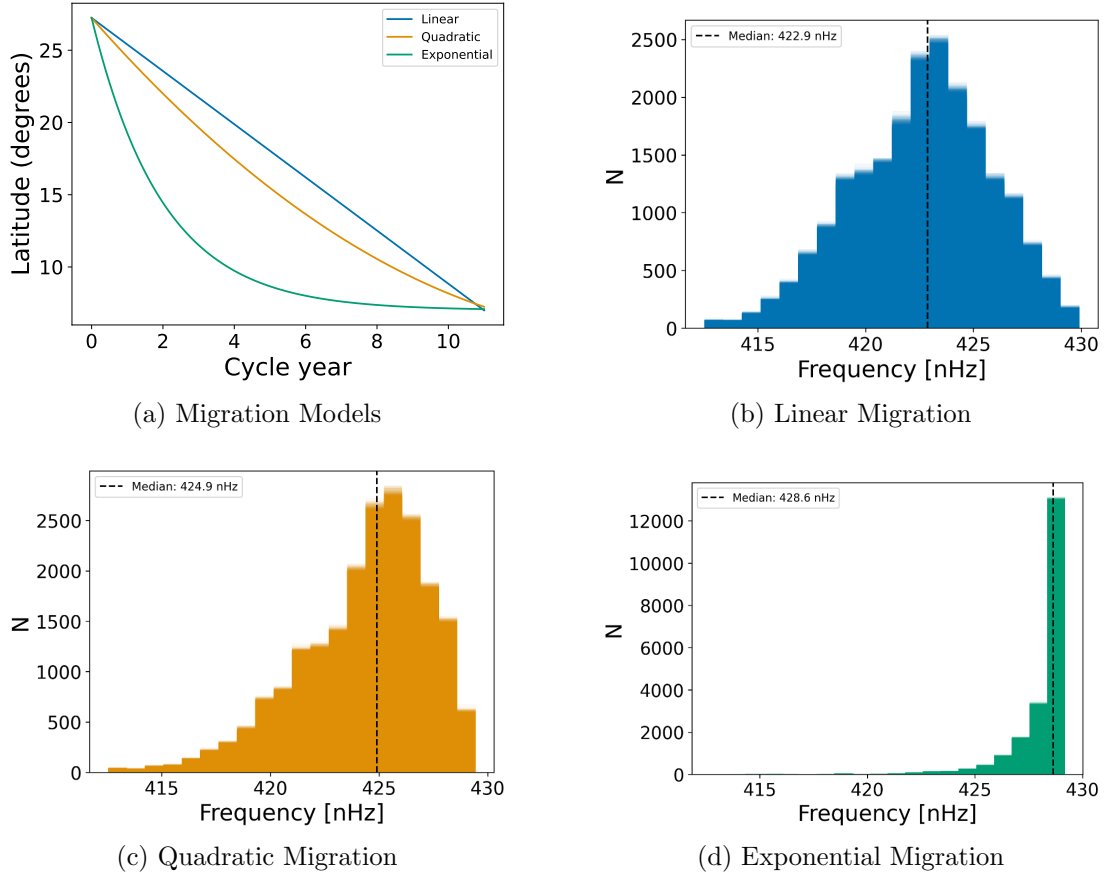 Latitude (degrees)
25
20
15
10
0 2 4 6 8 10
Cycle year
Linear
Quadratic
Exponential
(a) Migration Models
N
2500
2000
1500
1000
500
0
415 420 425 430
Frequency [nHz]
Median: 422.9 nHz
(b) Linear Migration
N
2500
2000
1500
1000
500
0
415 420 425 430
Frequency [nHz]
Median: 424.9 nHz
(c) Quadratic Migration
N
12000
10000
8000
6000
4000
2000
0
415 420 425 430
Frequency [nHz]
Median: 428.6 nHz
(d) Exponential Migration